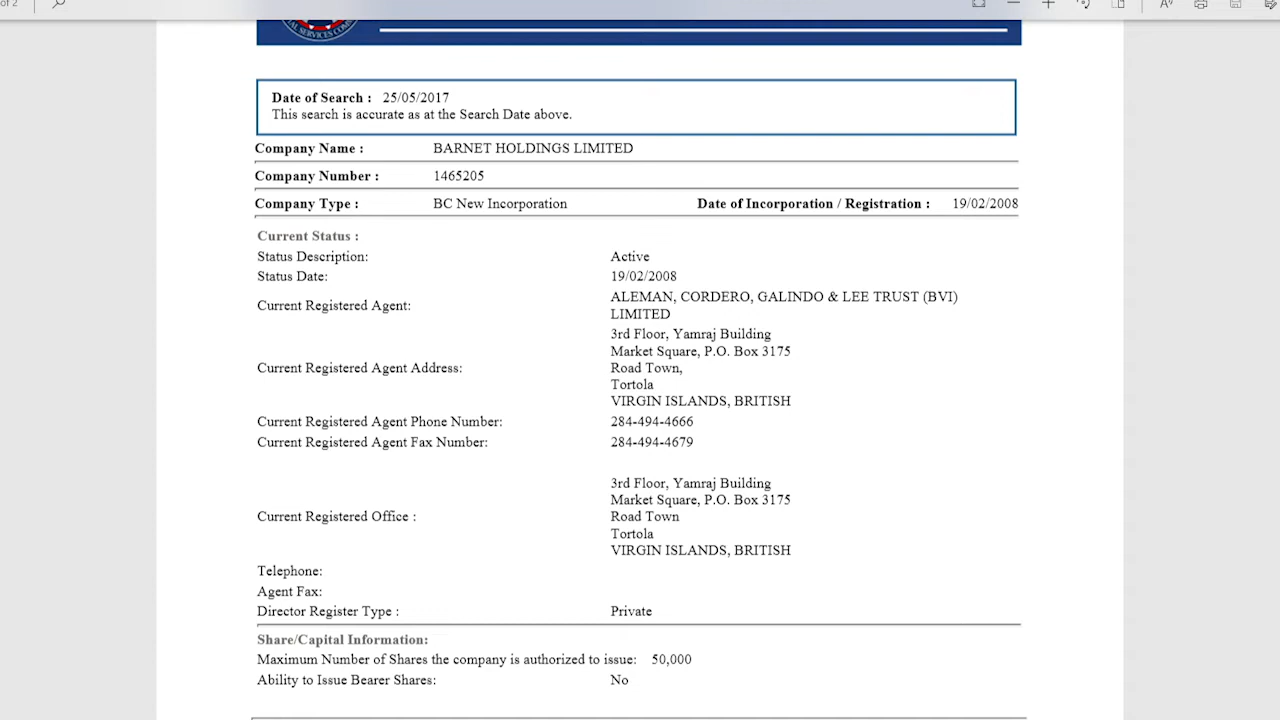 of 2
IAL SERVICES COM
Date of Search : 25/05/2017
This search is accurate as at the Search Date above.
Company Name : BARNET HOLDINGS LIMITED
Company Number : 1465205
Company Type : BC New Incorporation Date of Incorporation / Registration : 19/02/2008
Current Status :
Status Description: Active
Status Date: 19/02/2008
Current Registered Agent: ALEMAN, CORDERO, GALINDO & LEE TRUST (BVI)
LIMITED
3rd Floor, Yamraj Building
Market Square, P.O. Box 3175
Current Registered Agent Address: Road Town,
Tortola
VIRGIN ISLANDS, BRITISH
Current Registered Agent Phone Number: 284-494-4666
Current Registered Agent Fax Number: 284-494-4679
3rd Floor, Yamraj Building
Market Square, P.O. Box 3175
Current Registered Office : Road Town
Tortola
VIRGIN ISLANDS, BRITISH
Telephone:
Agent Fax:
Director Register Type : Private
Share/Capital Information:
Maximum Number of Shares the company is authorized to issue: 50,000
Ability to Issue Bearer Shares: No